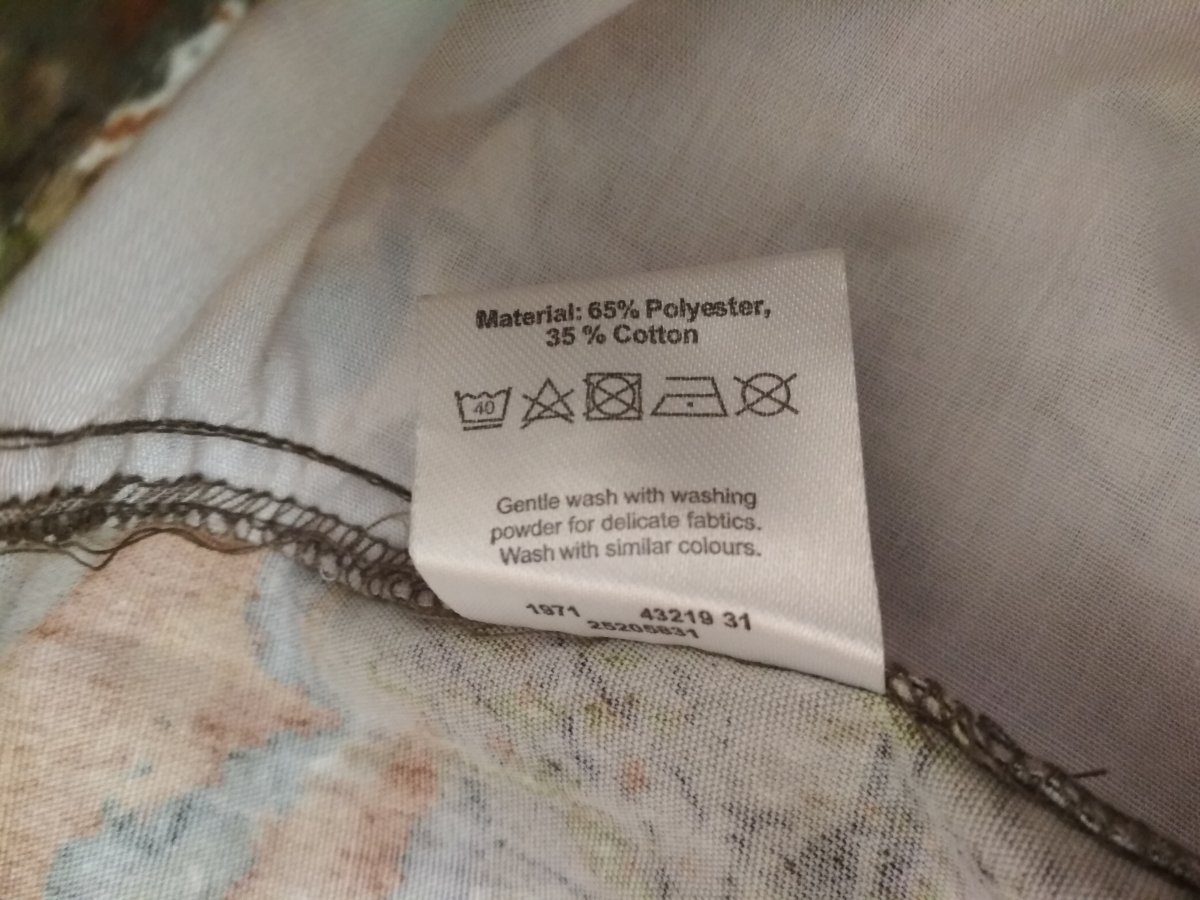 Material: 65% Polyester,
35 % Cotton
40
Gentle wash with washing
powder for delicate fabtics.
Wash with similar colours.
1971 43219 31
25205831